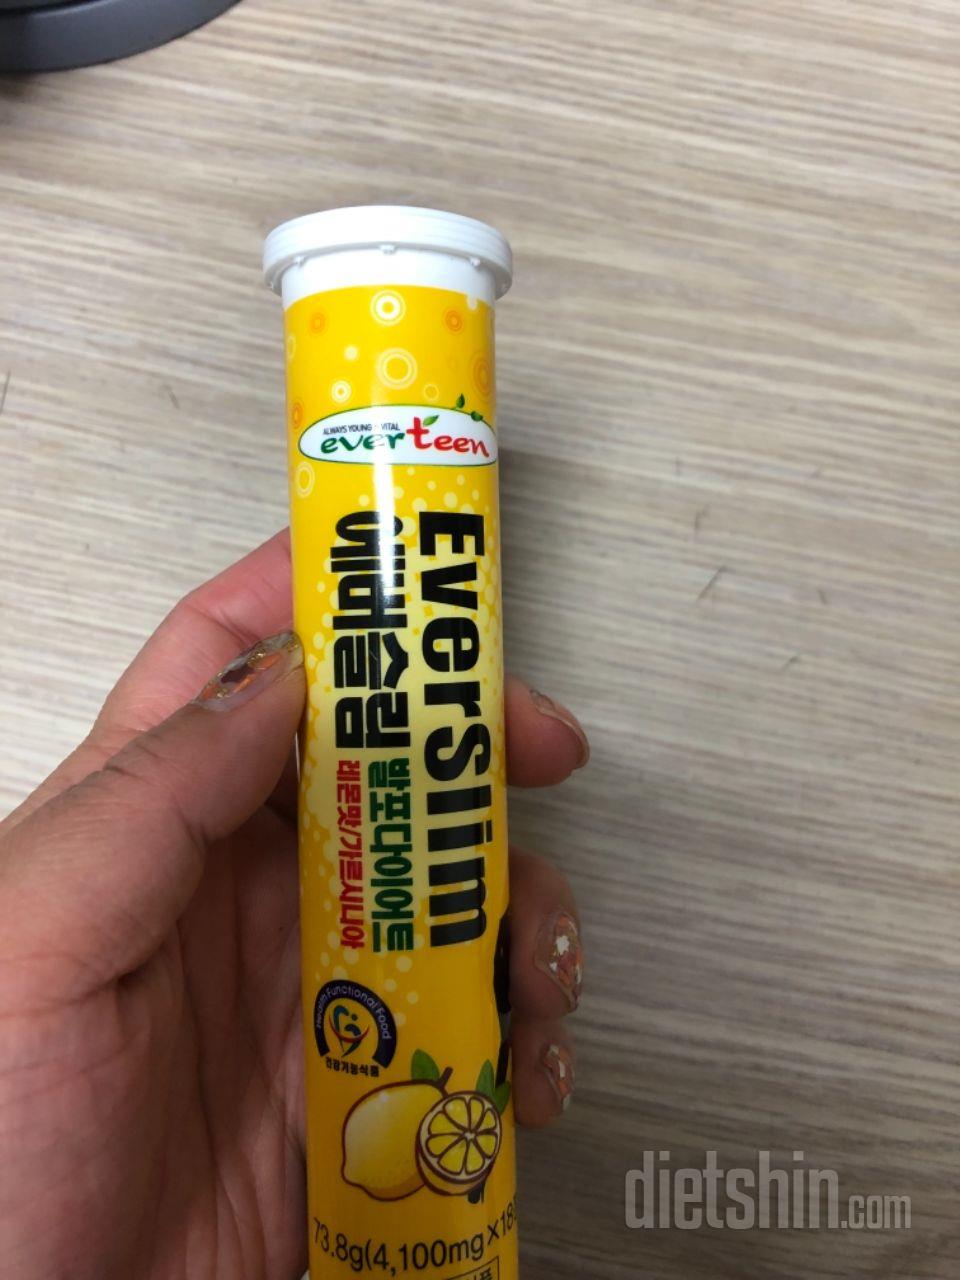 ALWAYS YOUNG & VITAL
everteen
EverSlim
에버슬림 발포다이어트
레몬맛/가르시니아
Health Functional Food
건강기능식품
73.8g(4,100mg×18
dietshin.com